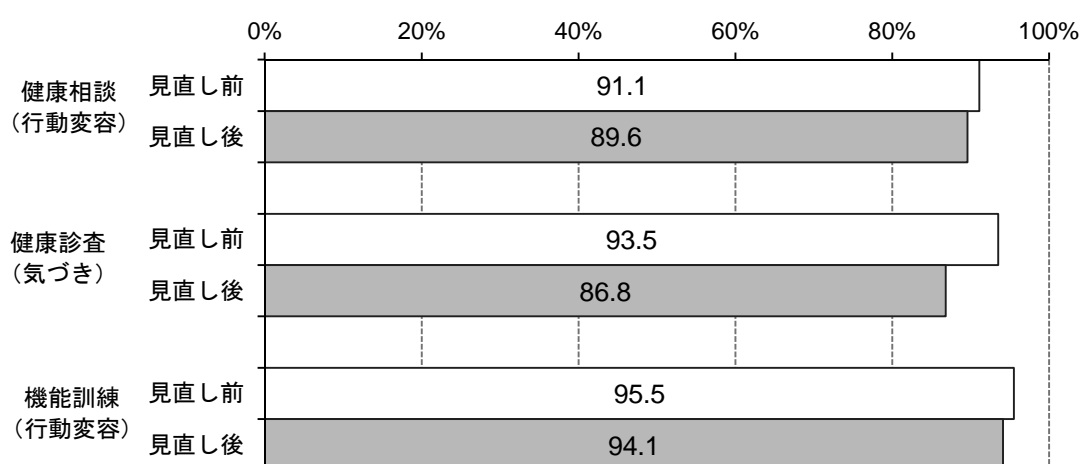 0% 20% 40% 60% 80% 100%
健康相談
（行動変容）
見直し前
91.1
見直し後
89.6
健康診査
（気づき）
見直し前
93.5
見直し後
86.8
機能訓練
（行動変容）
見直し前
95.5
見直し後
94.1